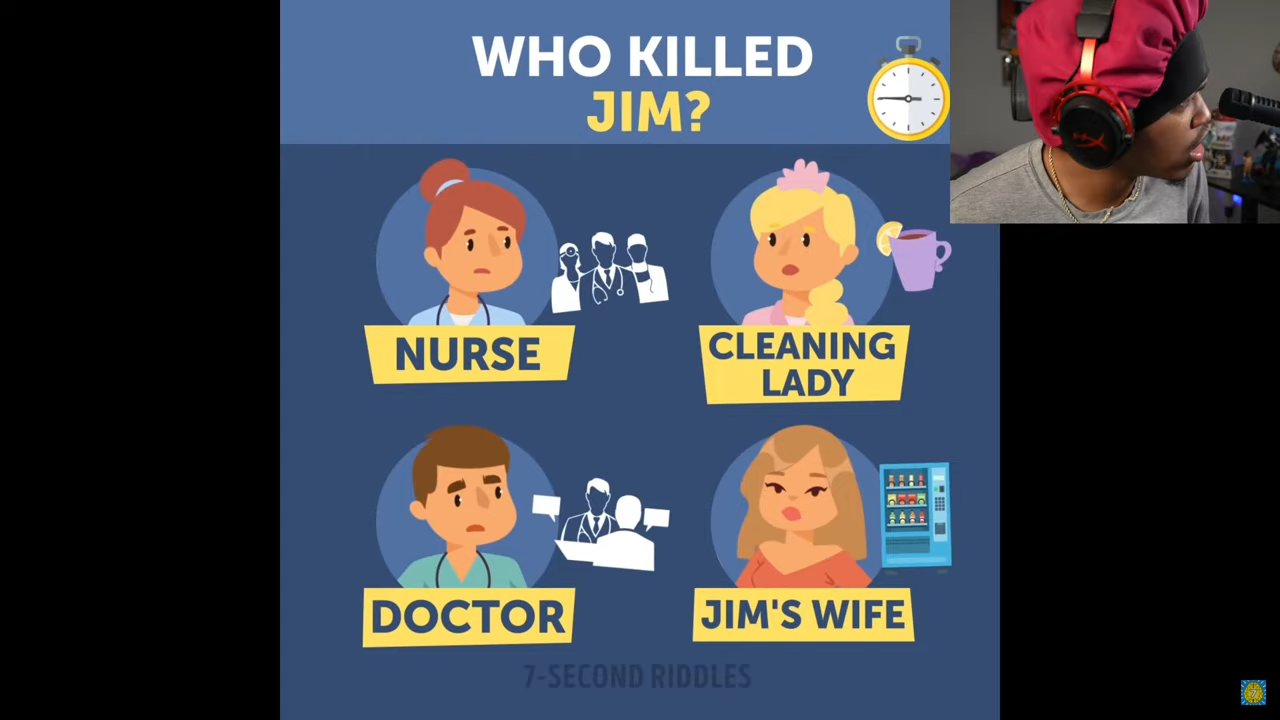 WHO KILLED
JIM?
NURSE
CLEANING
LADY
DOCTOR
JIM'S WIFE
7-SECOND RIDDLES